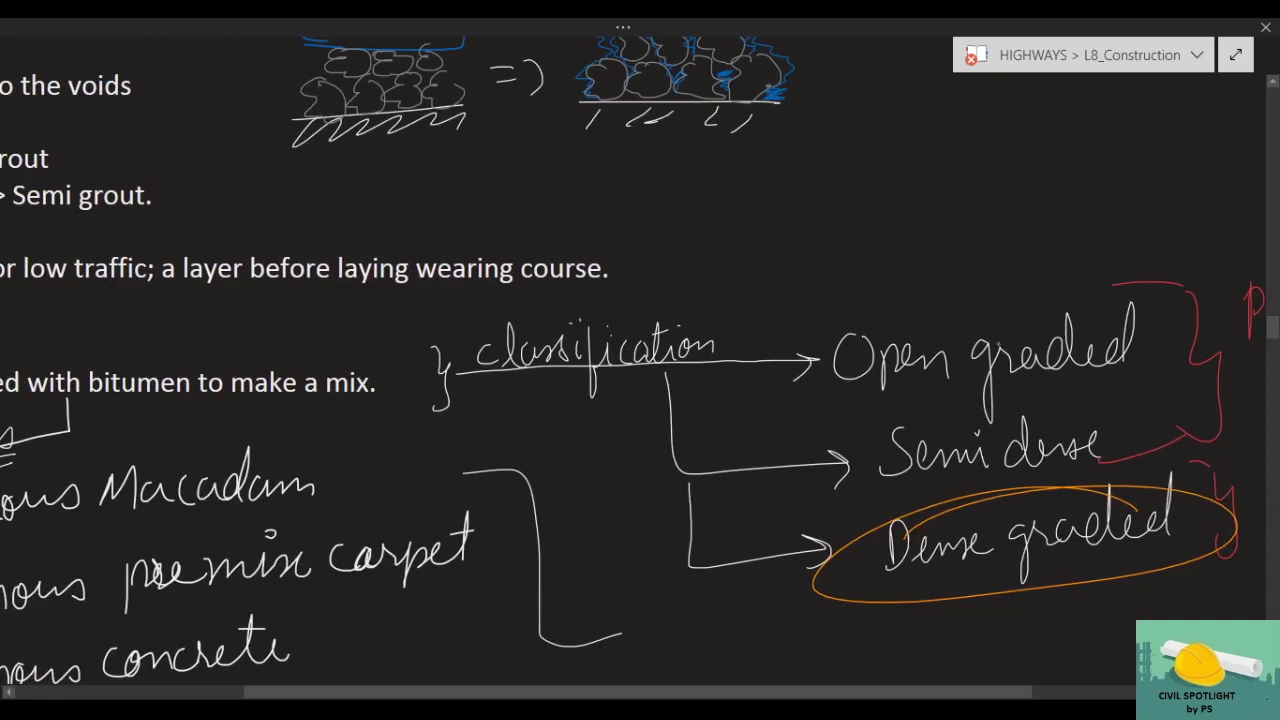 HIGHWAYS > L8_Construction
o the voids
=>
rout
> Semi grout.
or low traffic; a layer before laying wearing course.
classification
Open graded
P
ed with bitumen to make a mix.
Semi dense
ous Macadam
Dense graded
nous premix carpet
nous concrete
CIVIL SPOTLIGHT
by PS